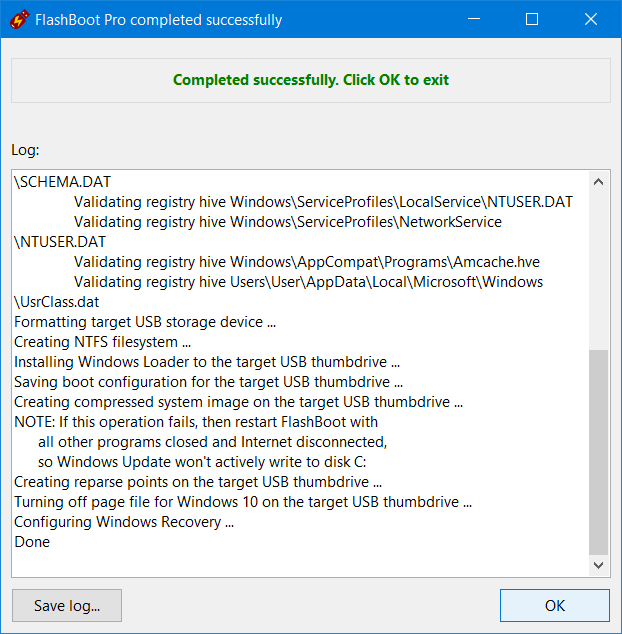 FlashBoot Pro completed successfully
Completed successfully. Click OK to exit
Log:
\SCHEMA.DAT
Validating registry hive Windows\ServiceProfiles\LocalService\NTUSER.DAT
Validating registry hive Windows\ServiceProfiles\NetworkService
\NTUSER.DAT
Validating registry hive Windows\AppCompat\Programs\Amcache.hve
Validating registry hive Users\User\AppData\Local\Microsoft\Windows
\UsrClass.dat
Formatting target USB storage device ...
Creating NTFS filesystem ...
Installing Windows Loader to the target USB thumbdrive ...
Saving boot configuration for the target USB thumbdrive ...
Creating compressed system image on the target USB thumbdrive ...
NOTE: If this operation fails, then restart FlashBoot with
all other programs closed and Internet disconnected,
so Windows Update won't actively write to disk C:
Creating reparse points on the target USB thumbdrive ...
Turning off page file for Windows 10 on the target USB thumbdrive ...
Configuring Windows Recovery ...
Done
Save log...
OK